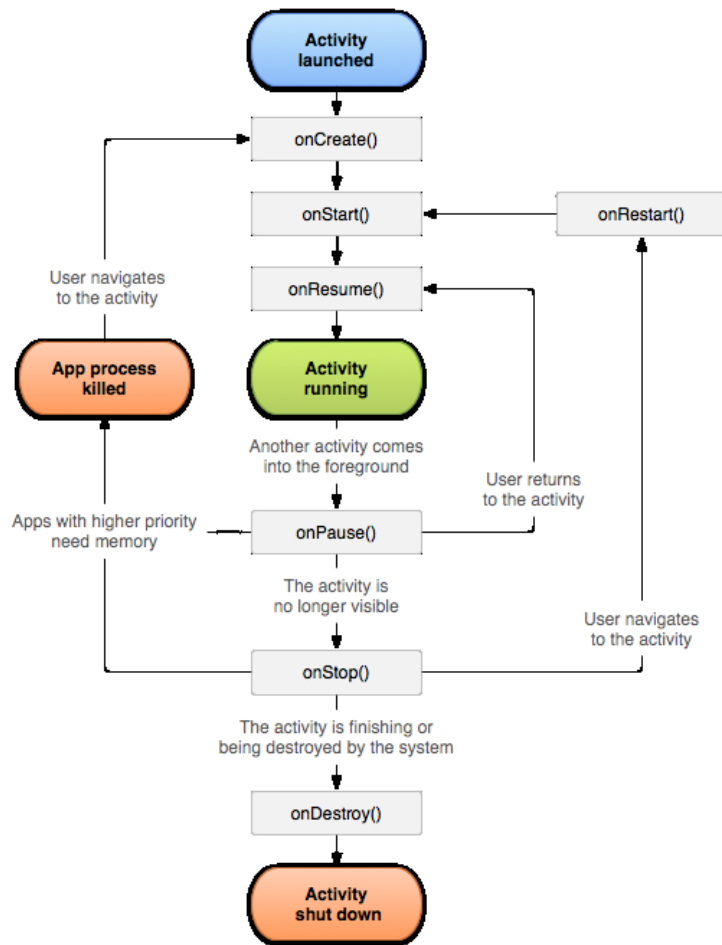 Activity
launched
onCreate()
onStart()
onRestart()
User navigates
to the activity
onResume()
App process
killed
Activity
running
Another activity comes
into the foreground
User returns
to the activity
Apps with higher priority
need memory
onPause()
The activity is
no longer visible
User navigates
to the activity
onStop()
The activity is finishing or
being destroyed by the system
onDestroy()
Activity
shut down